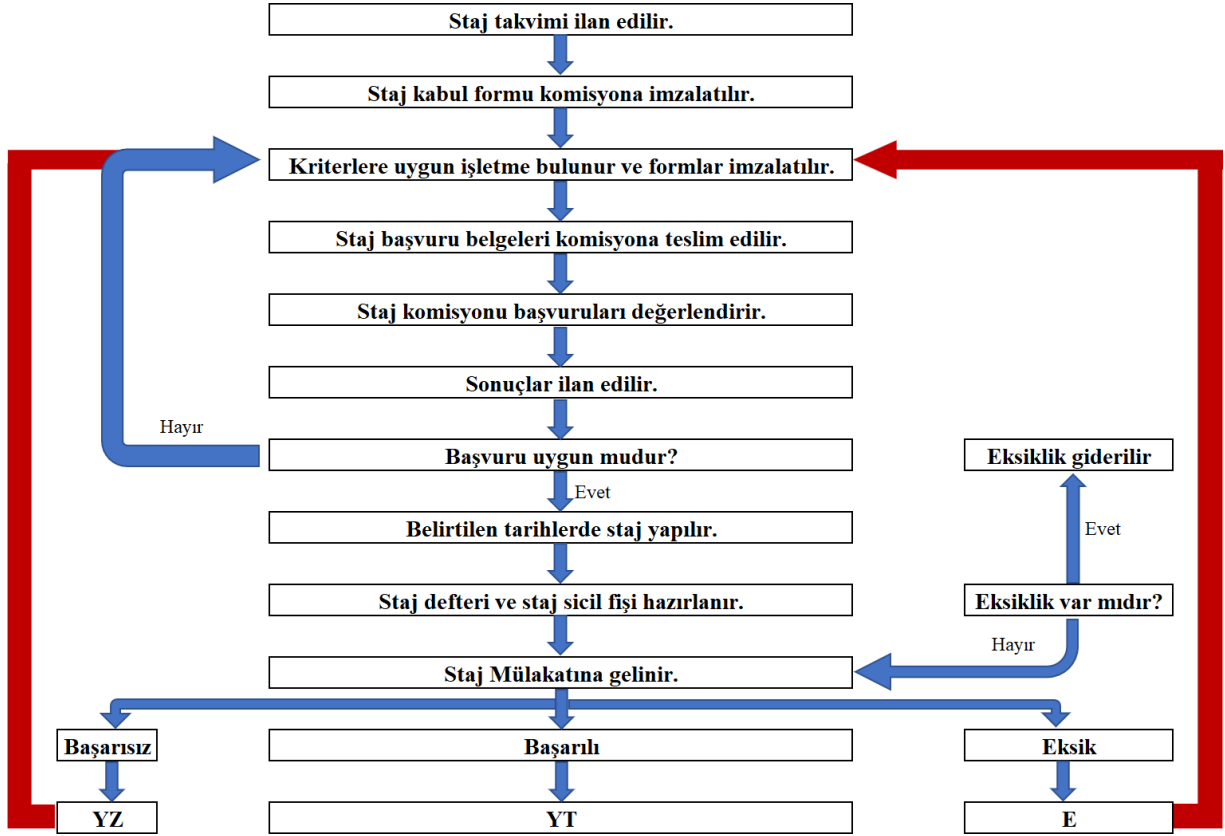 Staj takvimi ilan edilir.
Staj kabul formu komisyona imzalatılır.
Kriterlere uygun işletme bulunur ve formlar imzalatılır.
Staj başvuru belgeleri komisyona teslim edilir.
Staj komisyonu başvuruları değerlendirir.
Sonuçlar ilan edilir.
Hayır
Başvuru uygun mudur?
Eksiklik giderilir
Evet
Belirtilen tarihlerde staj yapılır.
Evet
Staj defteri ve staj sicil fişi hazırlanır.
Eksiklik var mıdır?
Hayır
Staj Mülakatına gelinir.
Başarısız
Başarılı
Eksik
YZ
YT
E